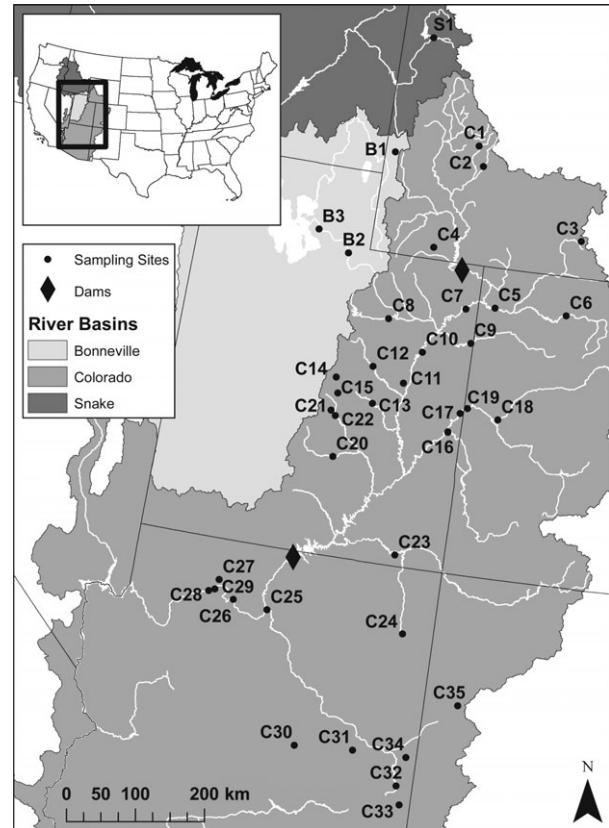 S1
C1
B1
C2
B3
C3
C4
B2
Sampling Sites
Dams
River Basins
Bonneville
Colorado
Snake
C7
C5
C6
C8
C10
C9
C12
C14
C11
C15
C21
C13
C19
C22
C17
C18
C16
C20
C23
C27
C29
C28
C25
C26
C24
C35
C30
C31
C34
C32
C33
0 50 100 200 km
N